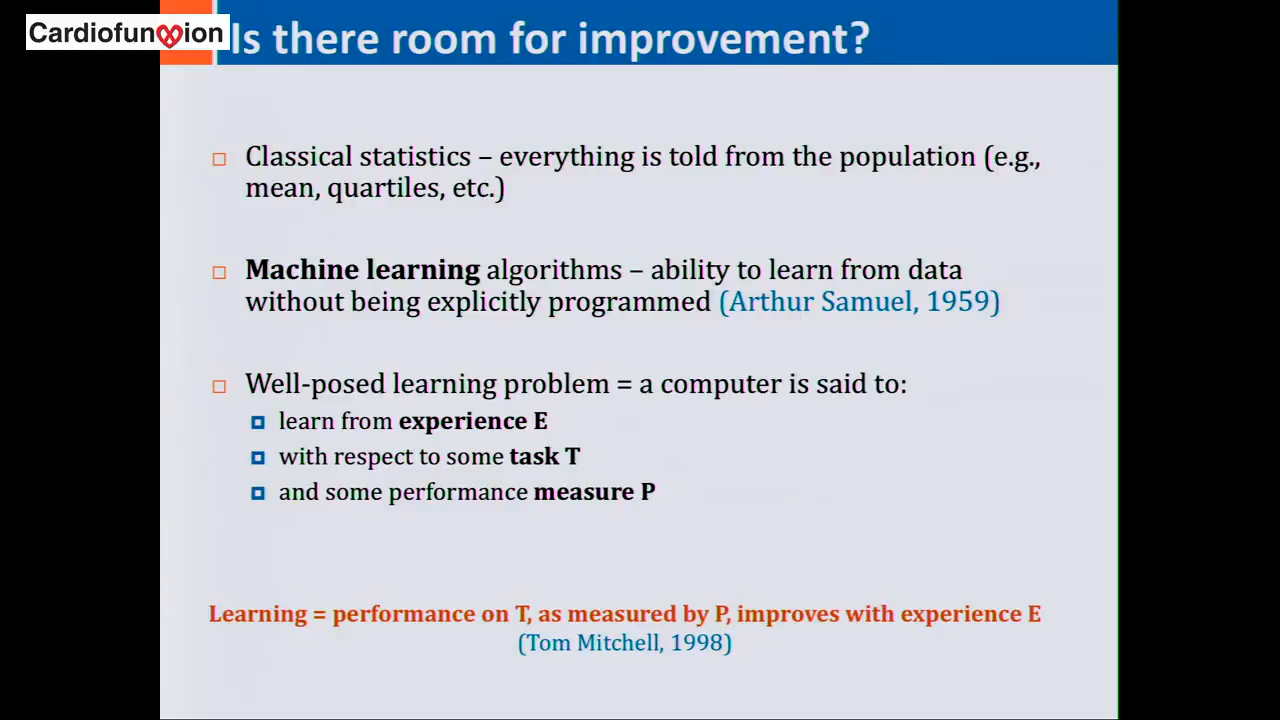 Cardiofunxion
Is there room for improvement?
Classical statistics – everything is told from the population (e.g.,
mean, quartiles, etc.)
Machine learning algorithms – ability to learn from data
without being explicitly programmed (Arthur Samuel, 1959)
Well-posed learning problem = a computer is said to:
learn from experience E
with respect to some task T
and some performance measure P
Learning = performance on T, as measured by P, improves with experience E
(Tom Mitchell, 1998)